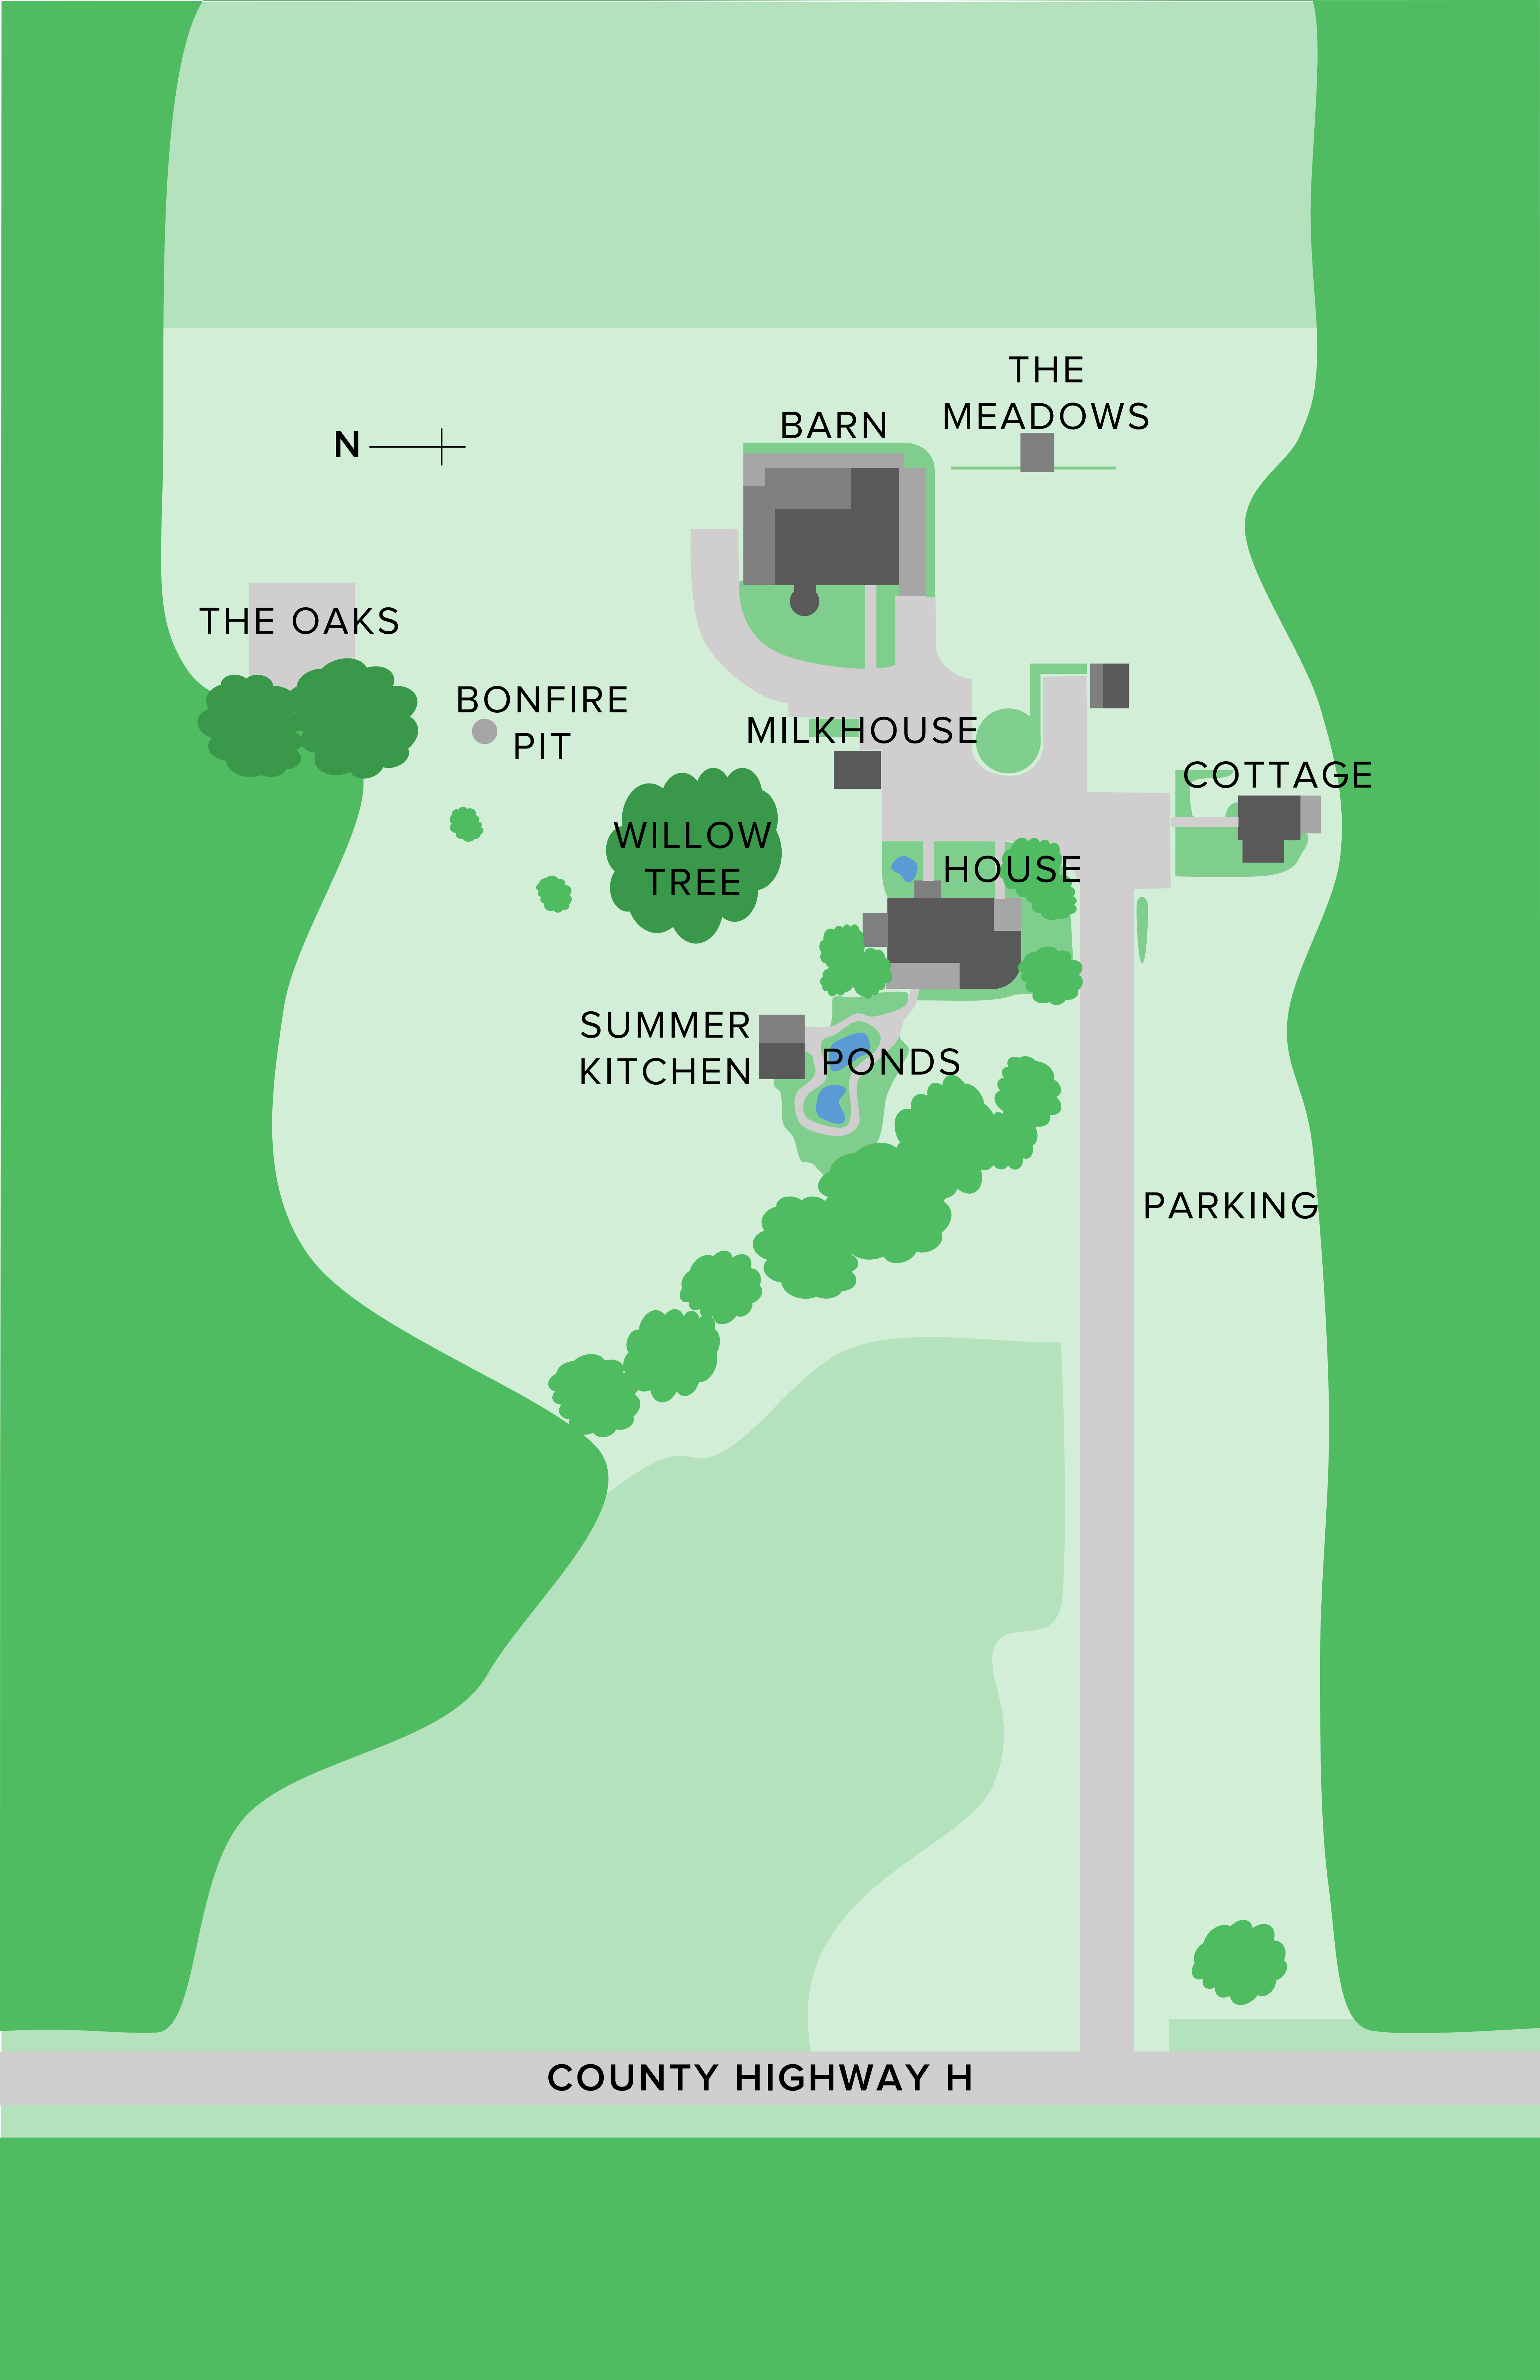 THE
MEADOWS
BARN
N
THE OAKS
BONFIRE
PIT
MILKHOUSE
COTTAGE
WILLOW
TREE
HOUSE
SUMMER
KITCHEN
PONDS
PARKING
COUNTY HIGHWAY H